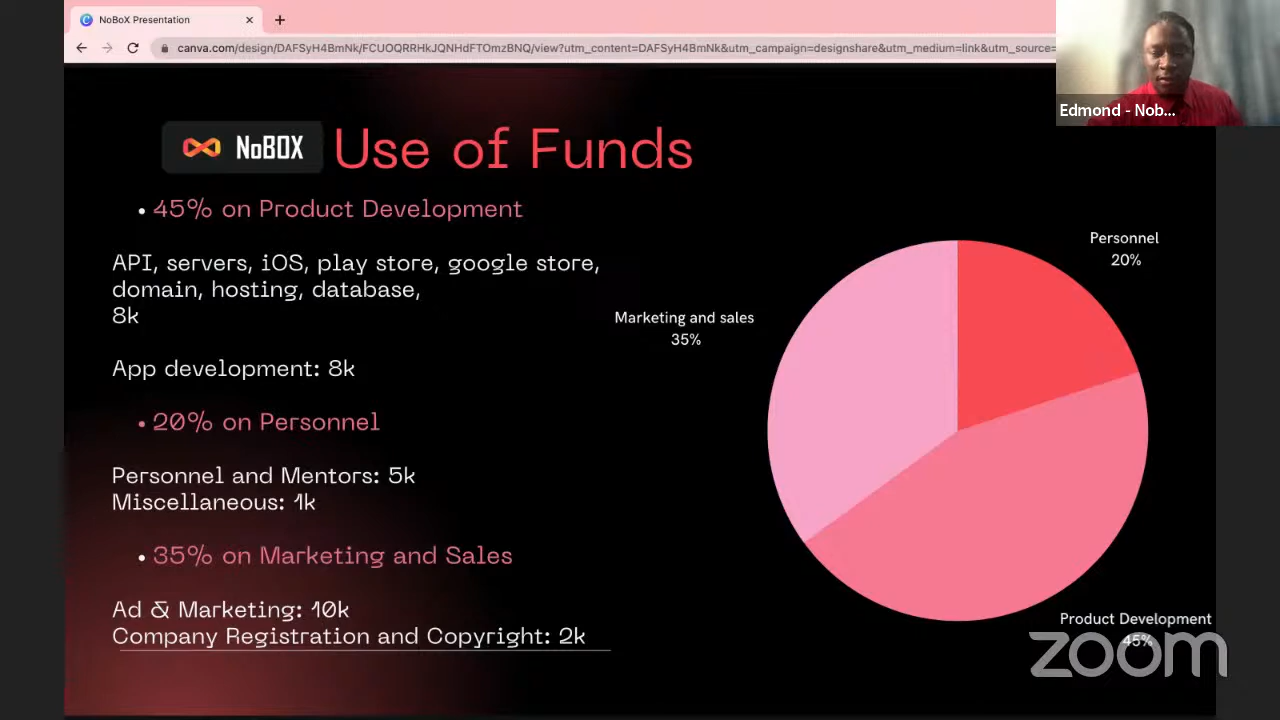 NoBoX Presentation
canva.com/design/DAFSyH4BmNk/FCUOQRRHkJQNHdFTOmzBNQ/view?utm_content=DAFSyH4BmNk&utm_campaign=designshare&utm_medium=link&utm_source=
Edmond - Nob...
NoBOX
Use of Funds
• 45% on Product Development
API, servers, iOS, play store, google store,
domain, hosting, database,
8k
App development: 8k
• 20% on Personnel
Personnel and Mentors: 5k
Miscellaneous: 1k
• 35% on Marketing and Sales
Ad & Marketing: 10k
Company Registration and Copyright: 2k
Personnel
20%
Marketing and sales
35%
Product Development
45%
zoom